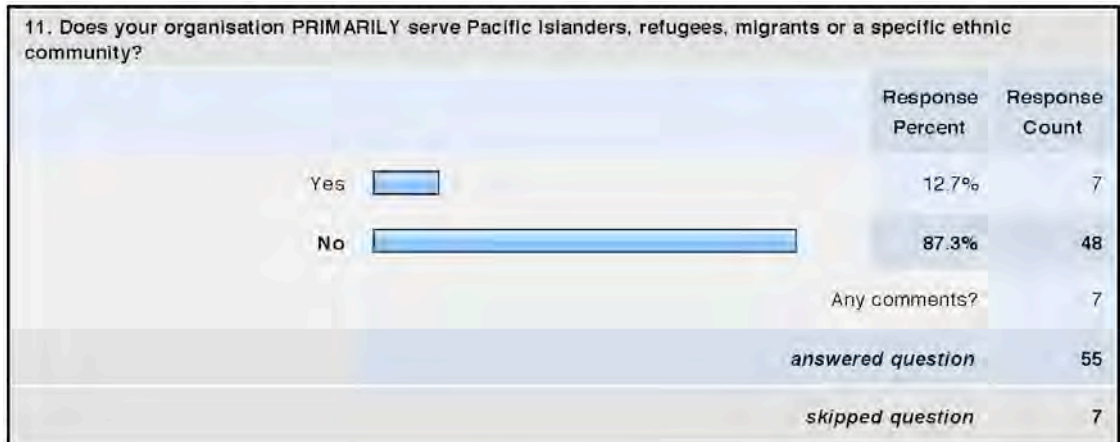 11. Does your organisation PRIMARILY serve Pacific Islanders, refugees, migrants or a specific ethnic
community?
Response Percent
Response Count
Yes 12.7% 7
No 87.3% 48
Any comments? 7
answered question 55
skipped question 7